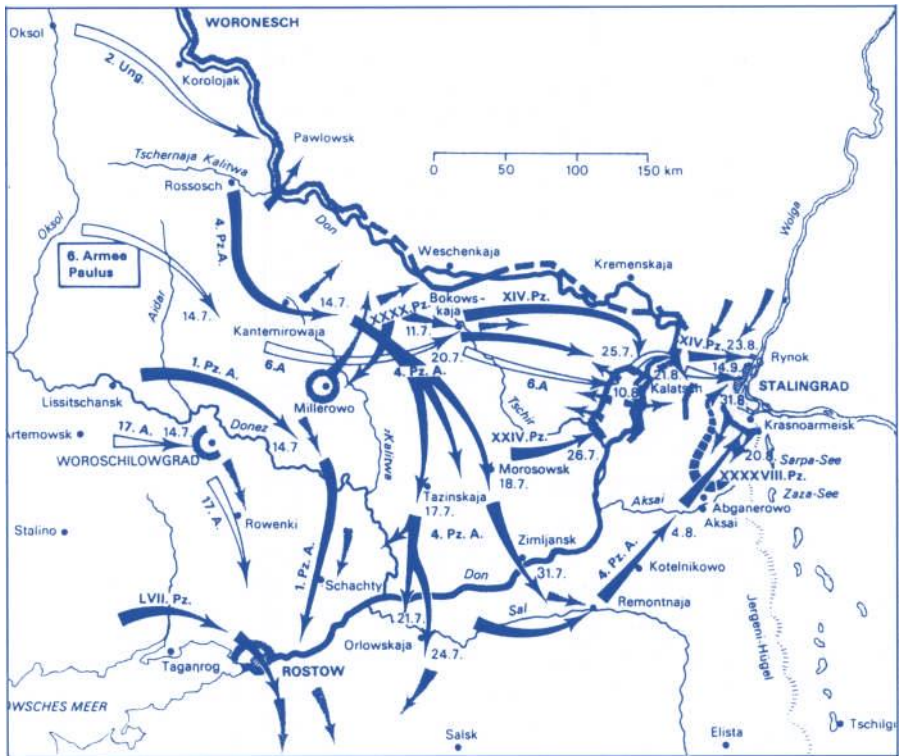 WORONESCH
Oksol
Korolojak
2. Ung.
Pawlowsk
Tschernaja Kalitwa
Rossosch
0 50 100 150 km
Oksol
Don
Wolga
4. Pz.A.
6. Armee
Paulus
Weschenkaja
Kremenskaja
Aidar
14.7.
14.7.
Kantemirowaja
XXXX.Pz.
Bokows-
kaja
XIV.Pz.
11.7.
20.7.
6.A
25.7.
XIV.Pz.
23.8.
Rynok
21.8.
14.9.
1. Pz. A.
4. Pz. A.
6.A
10.8.
Kalatsch
STALINGRAD
31.8.
Lissitschansk
Millerowo
Tschir
Krasnoarmeisk
Artemowsk
17. A.
14.7.
Donez
14.7.
Kalitwa
XXIV.Pz.
26.7.
20.8.
Sarpa-See
WOROSCHILOWGRAD
Morosowsk
18.7.
XXXXVIII.Pz.
Zaza-See
17.A.
Rowenki
Tazinskaja
17.7.
Aksai
Abganerowo
Aksai
Stalino
4. Pz. A.
Zimljansk
4.8.
1. Pz. A.
Schachty
Don
31.7.
4. Pz. A.
Kotelnikowo
LVII. Pz.
21.7.
Sal
Remontnaja
Orlowskaja
24.7.
Jergeni-Hügel
Taganrog
ROSTOW
OWSCHES MEER
Salsk
Elista
Tschilgi